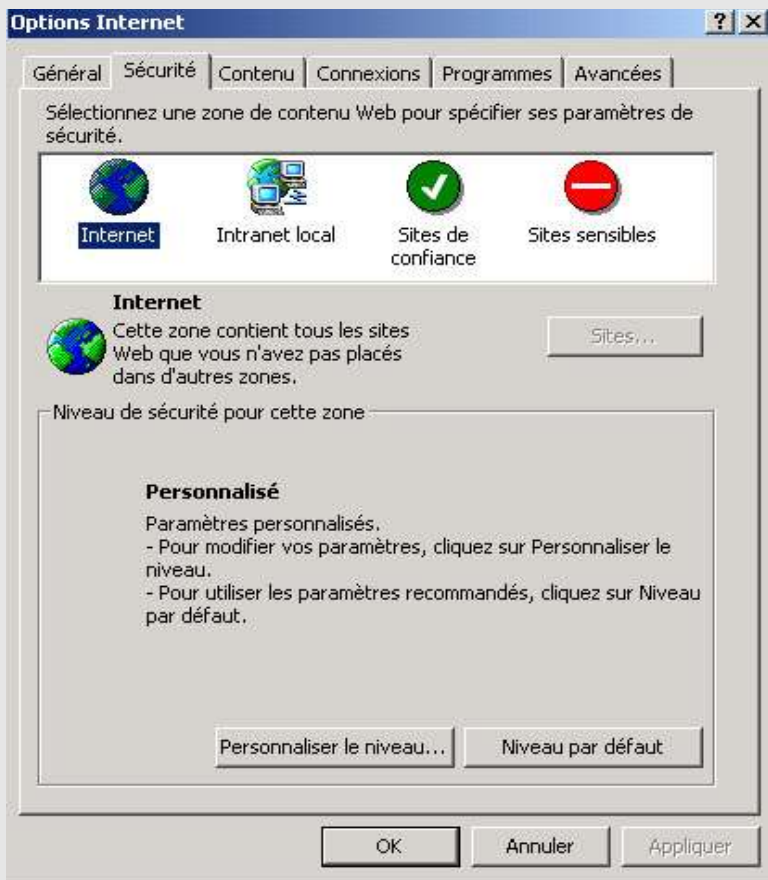 Options Internet
Général Sécurité Contenu Connexions Programmes Avancées
Sélectionnez une zone de contenu Web pour spécifier ses paramètres de
sécurité.
Internet Intranet local Sites de confiance Sites sensibles
Internet
Cette zone contient tous les sites
Web que vous n'avez pas placés
dans d'autres zones.
Sites...
Niveau de sécurité pour cette zone
Personnalisé
Paramètres personnalisés.
- Pour modifier vos paramètres, cliquez sur Personnaliser le
niveau.
- Pour utiliser les paramètres recommandés, cliquez sur Niveau
par défaut.
Personnaliser le niveau... Niveau par défaut
OK Annuler Appliquer